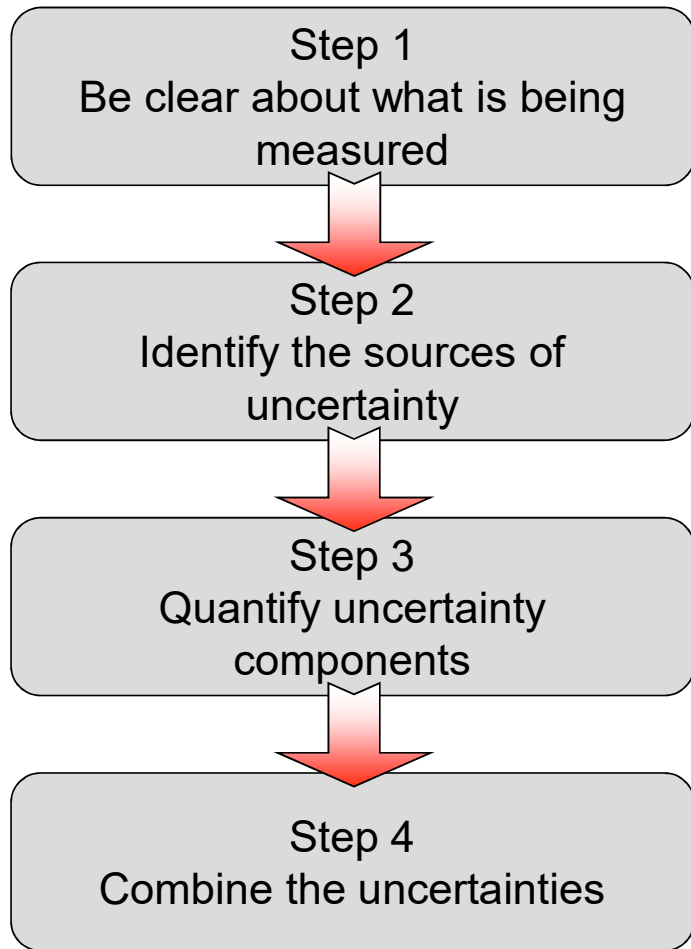 Step 1
Be clear about what is being
measured
Step 2
Identify the sources of
uncertainty
Step 3
Quantify uncertainty
components
Step 4
Combine the uncertainties